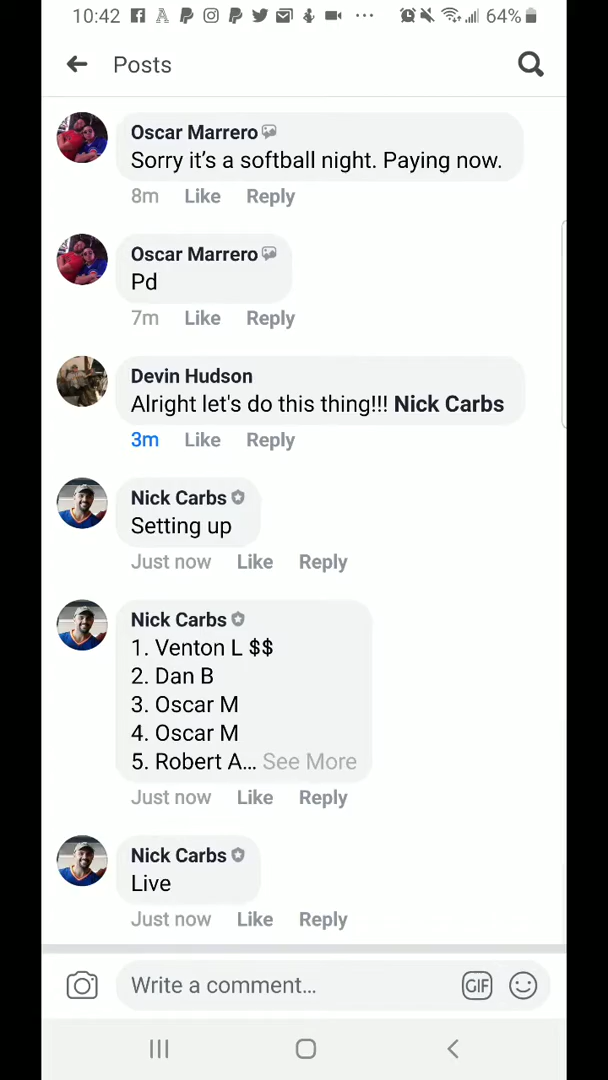 10:42 64%
Posts
Oscar Marrero
Sorry it's a softball night. Paying now.
8m Like Reply
Oscar Marrero
Pd
7m Like Reply
Devin Hudson
Alright let's do this thing!!! Nick Carbs
3m Like Reply
Nick Carbs
Setting up
Just now Like Reply
Nick Carbs
1. Venton L $$
2. Dan B
3. Oscar M
4. Oscar M
5. Robert A... See More
Just now Like Reply
Nick Carbs
Live
Just now Like Reply
Write a comment... GIF